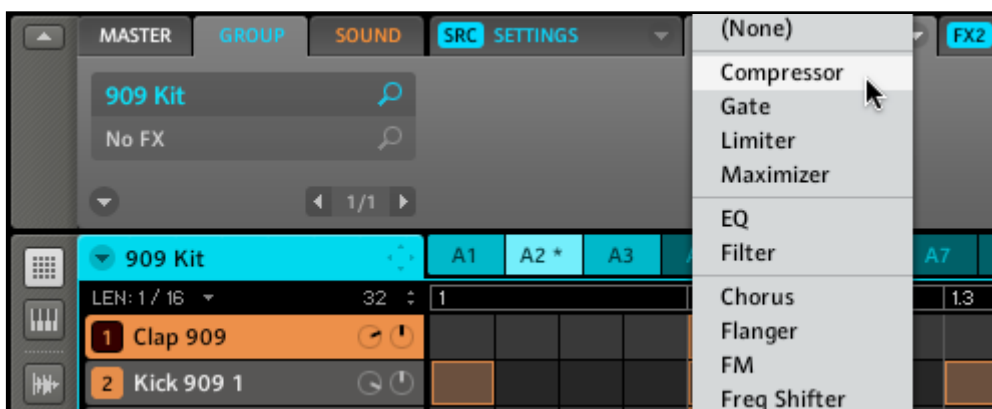 MASTER GROUP SOUND SRC SETTINGS FX2
909 Kit
No FX
1/1
(None)
Compressor
Gate
Limiter
Maximizer
EQ
Filter
Chorus
Flanger
FM
Freq Shifter
909 Kit A1 A2 * A3 A7
LEN: 1 / 16 32 1 1.3
1 Clap 909
2 Kick 909 1